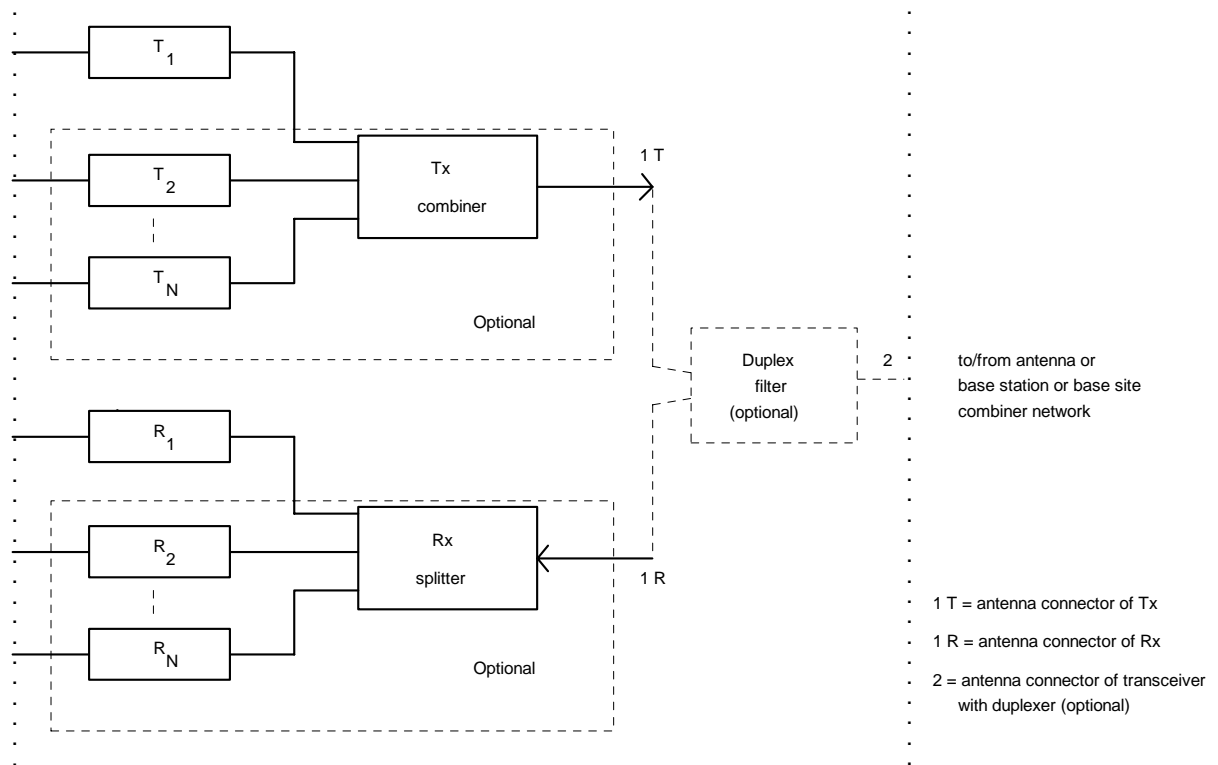 T1
T2
TN
Tx
combiner
Optional
1 T
Duplex
filter
(optional)
2
to/from antenna or
base station or base site
combiner network
R1
R2
RN
Rx
splitter
Optional
1 R
1 T = antenna connector of Tx
1 R = antenna connector of Rx
2 = antenna connector of transceiver
with duplexer (optional)